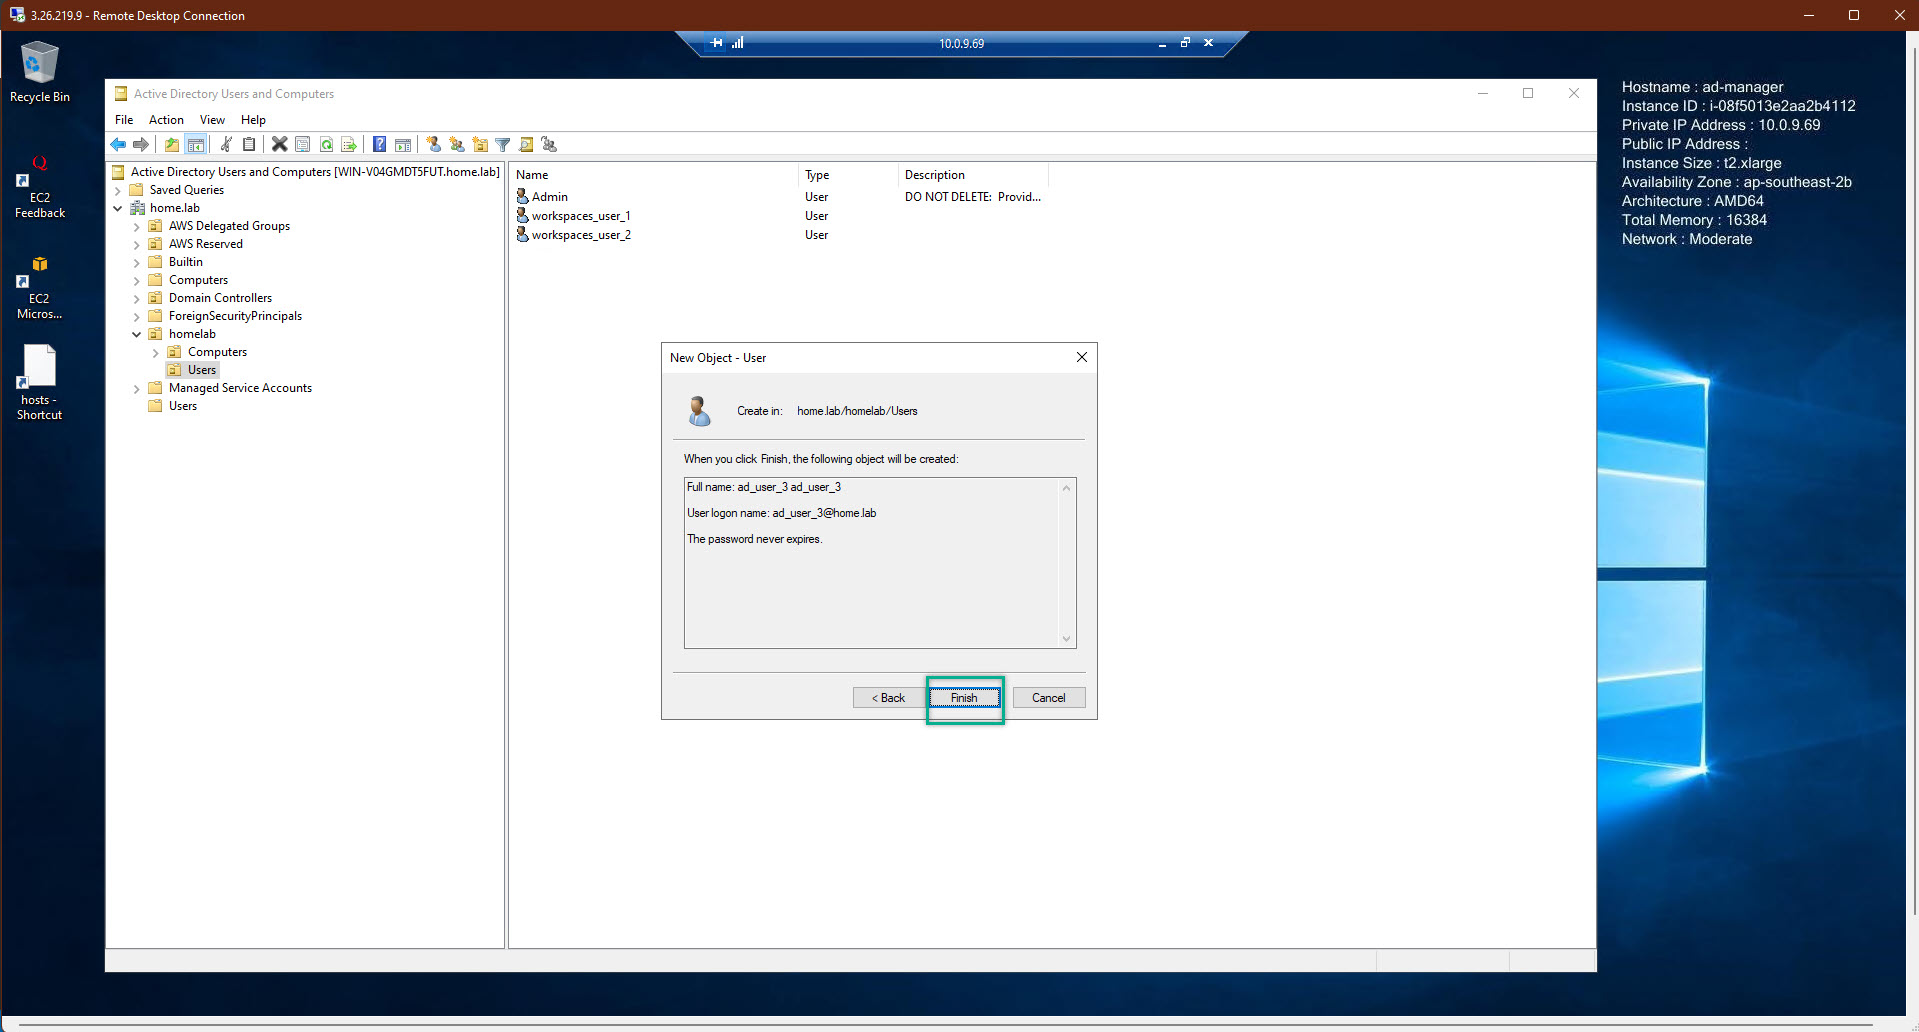 3.26.219.9 - Remote Desktop Connection
10.0.9.69
Recycle Bin
EC2
Feedback
EC2
Micros...
hosts -
Shortcut
Active Directory Users and Computers
File Action View Help
Active Directory Users and Computers [WIN-V04GMDT5FUT.home.lab]
Saved Queries
home.lab
AWS Delegated Groups
AWS Reserved
Builtin
Computers
Domain Controllers
ForeignSecurityPrincipals
homelab
Computers
Users
Managed Service Accounts
Users
Name Type Description
Admin User DO NOT DELETE: Provid...
workspaces_user_1 User
workspaces_user_2 User
New Object - User
Create in: home.lab/homelab/Users
When you click Finish, the following object will be created:
Full name: ad_user_3 ad_user_3
User logon name: ad_user_3@home.lab
The password never expires.
< Back Finish Cancel
Hostname : ad-manager
Instance ID : i-08f5013e2aa2b4112
Private IP Address : 10.0.9.69
Public IP Address :
Instance Size : t2.xlarge
Availability Zone : ap-southeast-2b
Architecture : AMD64
Total Memory : 16384
Network : Moderate